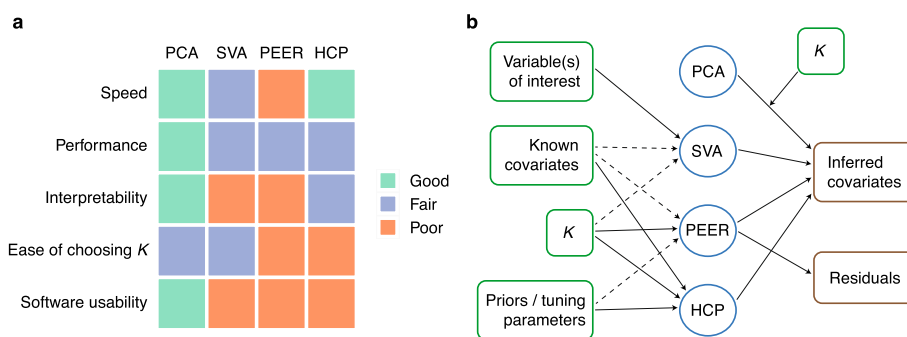 a
PCA SVA PEER HCP
Speed
Performance
Interpretability
Ease of choosing K
Software usability
Good
Fair
Poor
b
Variable(s)
of interest
Known
covariates
K
Priors / tuning
parameters
PCA
SVA
PEER
HCP
K
Inferred
covariates
Residuals